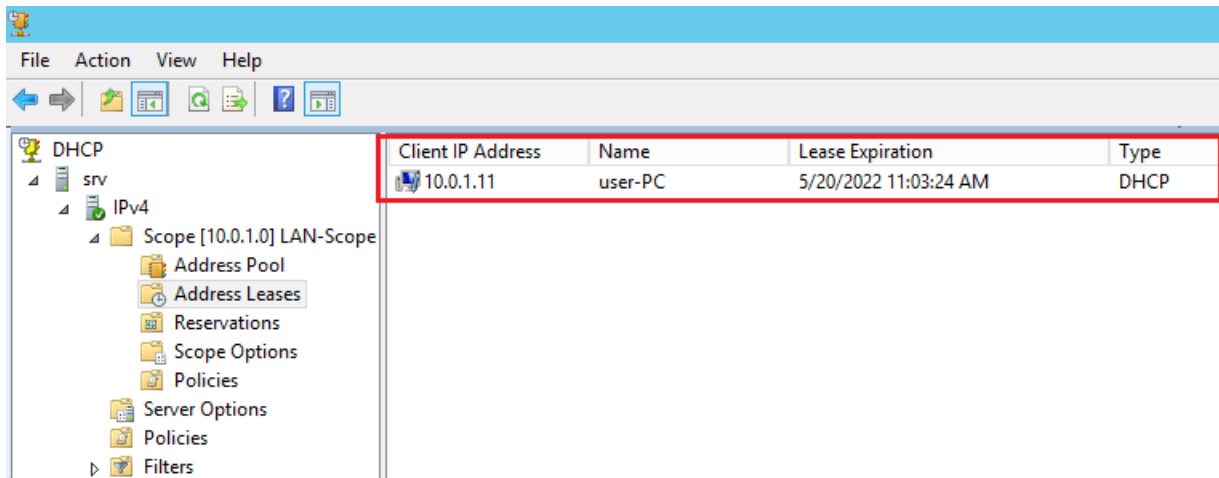 File Action View Help
DHCP
srv
IPv4
Scope [10.0.1.0] LAN-Scope
Address Pool
Address Leases
Reservations
Scope Options
Policies
Server Options
Policies
Filters
Client IP Address Name Lease Expiration Type
10.0.1.11 user-PC 5/20/2022 11:03:24 AM DHCP